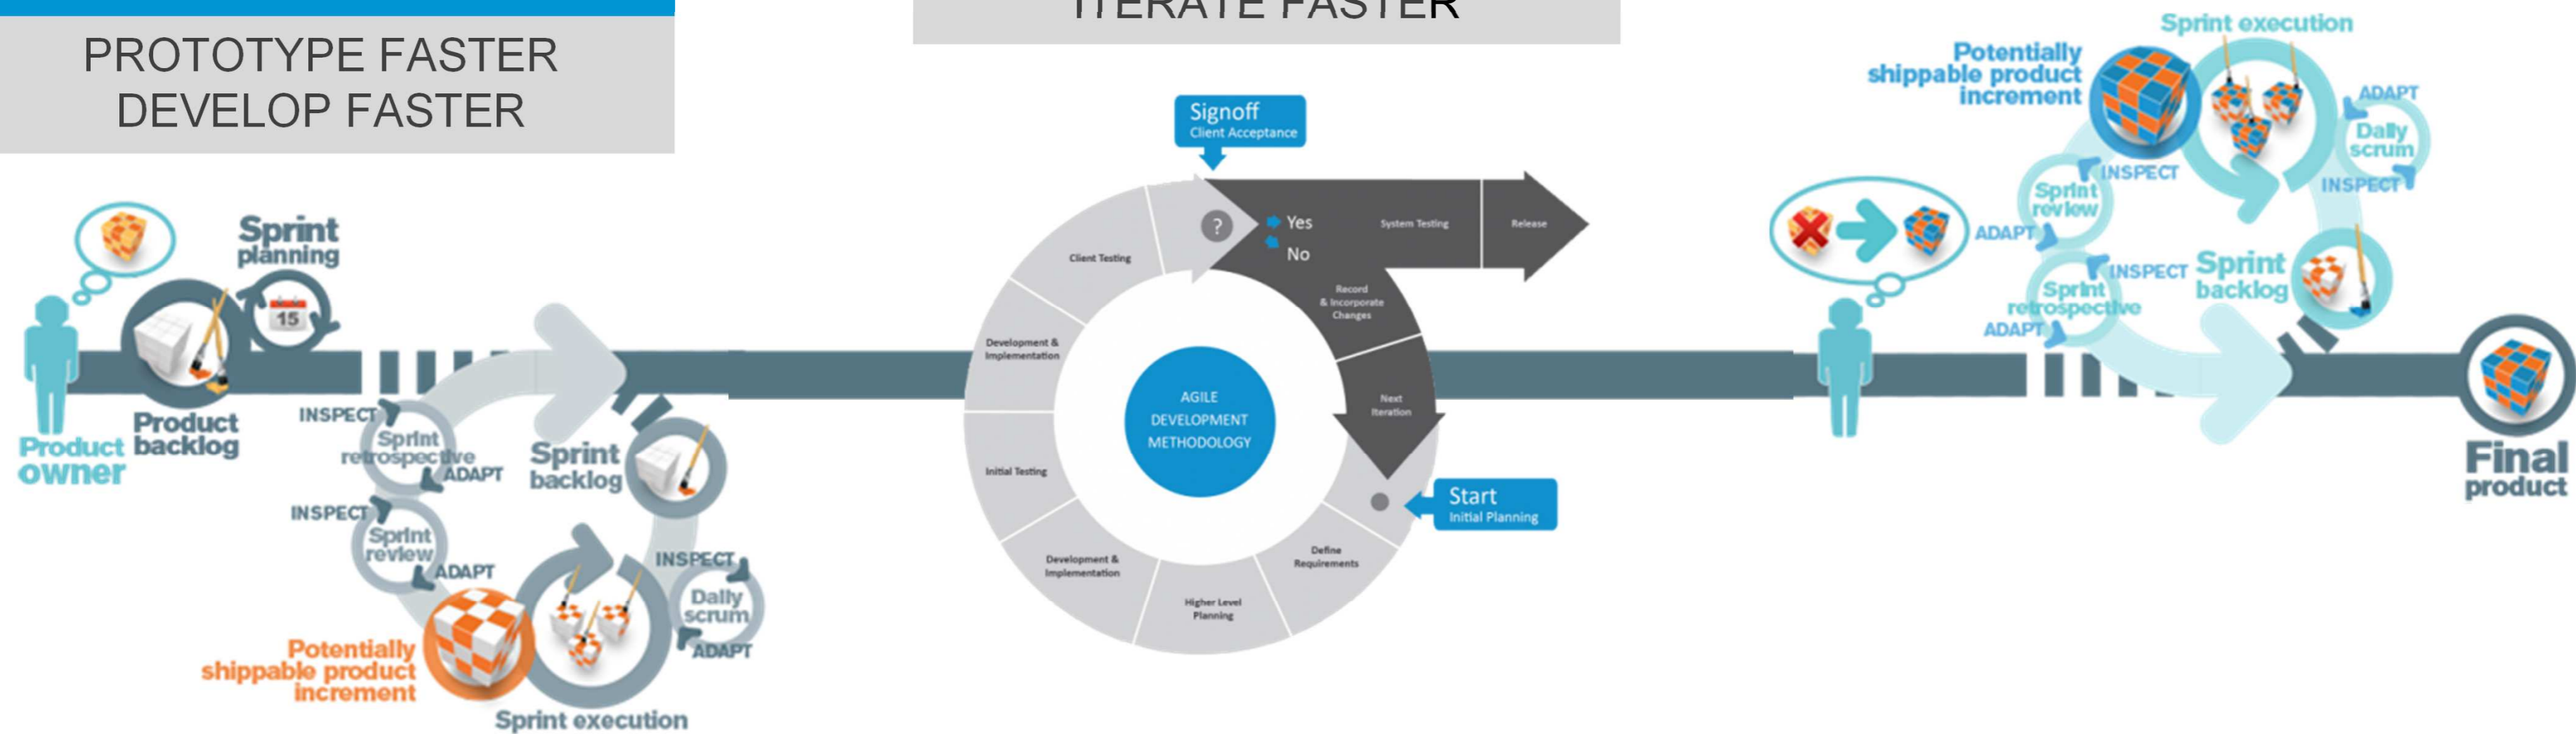 PROTOTYPE FASTER
DEVELOP FASTER
ITERATE FASTER
Sprint
planning
15
Product
backlog
Product
owner
INSPECT
Sprint
retrospective
ADAPT
INSPECT
Sprint
review
ADAPT
Sprint
backlog
INSPECT
Daily
scrum
ADAPT
Potentially
shippable product
increment
Sprint execution
Signoff
Client Acceptance
?
Yes
No
System Testing
Release
Record
& Incorporate
Changes
Next
Iteration
Start
Initial Planning
Define
Requirements
Higher Level
Planning
Development &
Implementation
Initial Testing
Development &
Implementation
Client Testing
AGILE
DEVELOPMENT
METHODOLOGY
Sprint execution
Potentially
shippable product
increment
ADAPT
Daily
scrum
INSPECT
INSPECT
Sprint
review
ADAPT
INSPECT
Sprint
retrospective
ADAPT
Sprint
backlog
Final
product